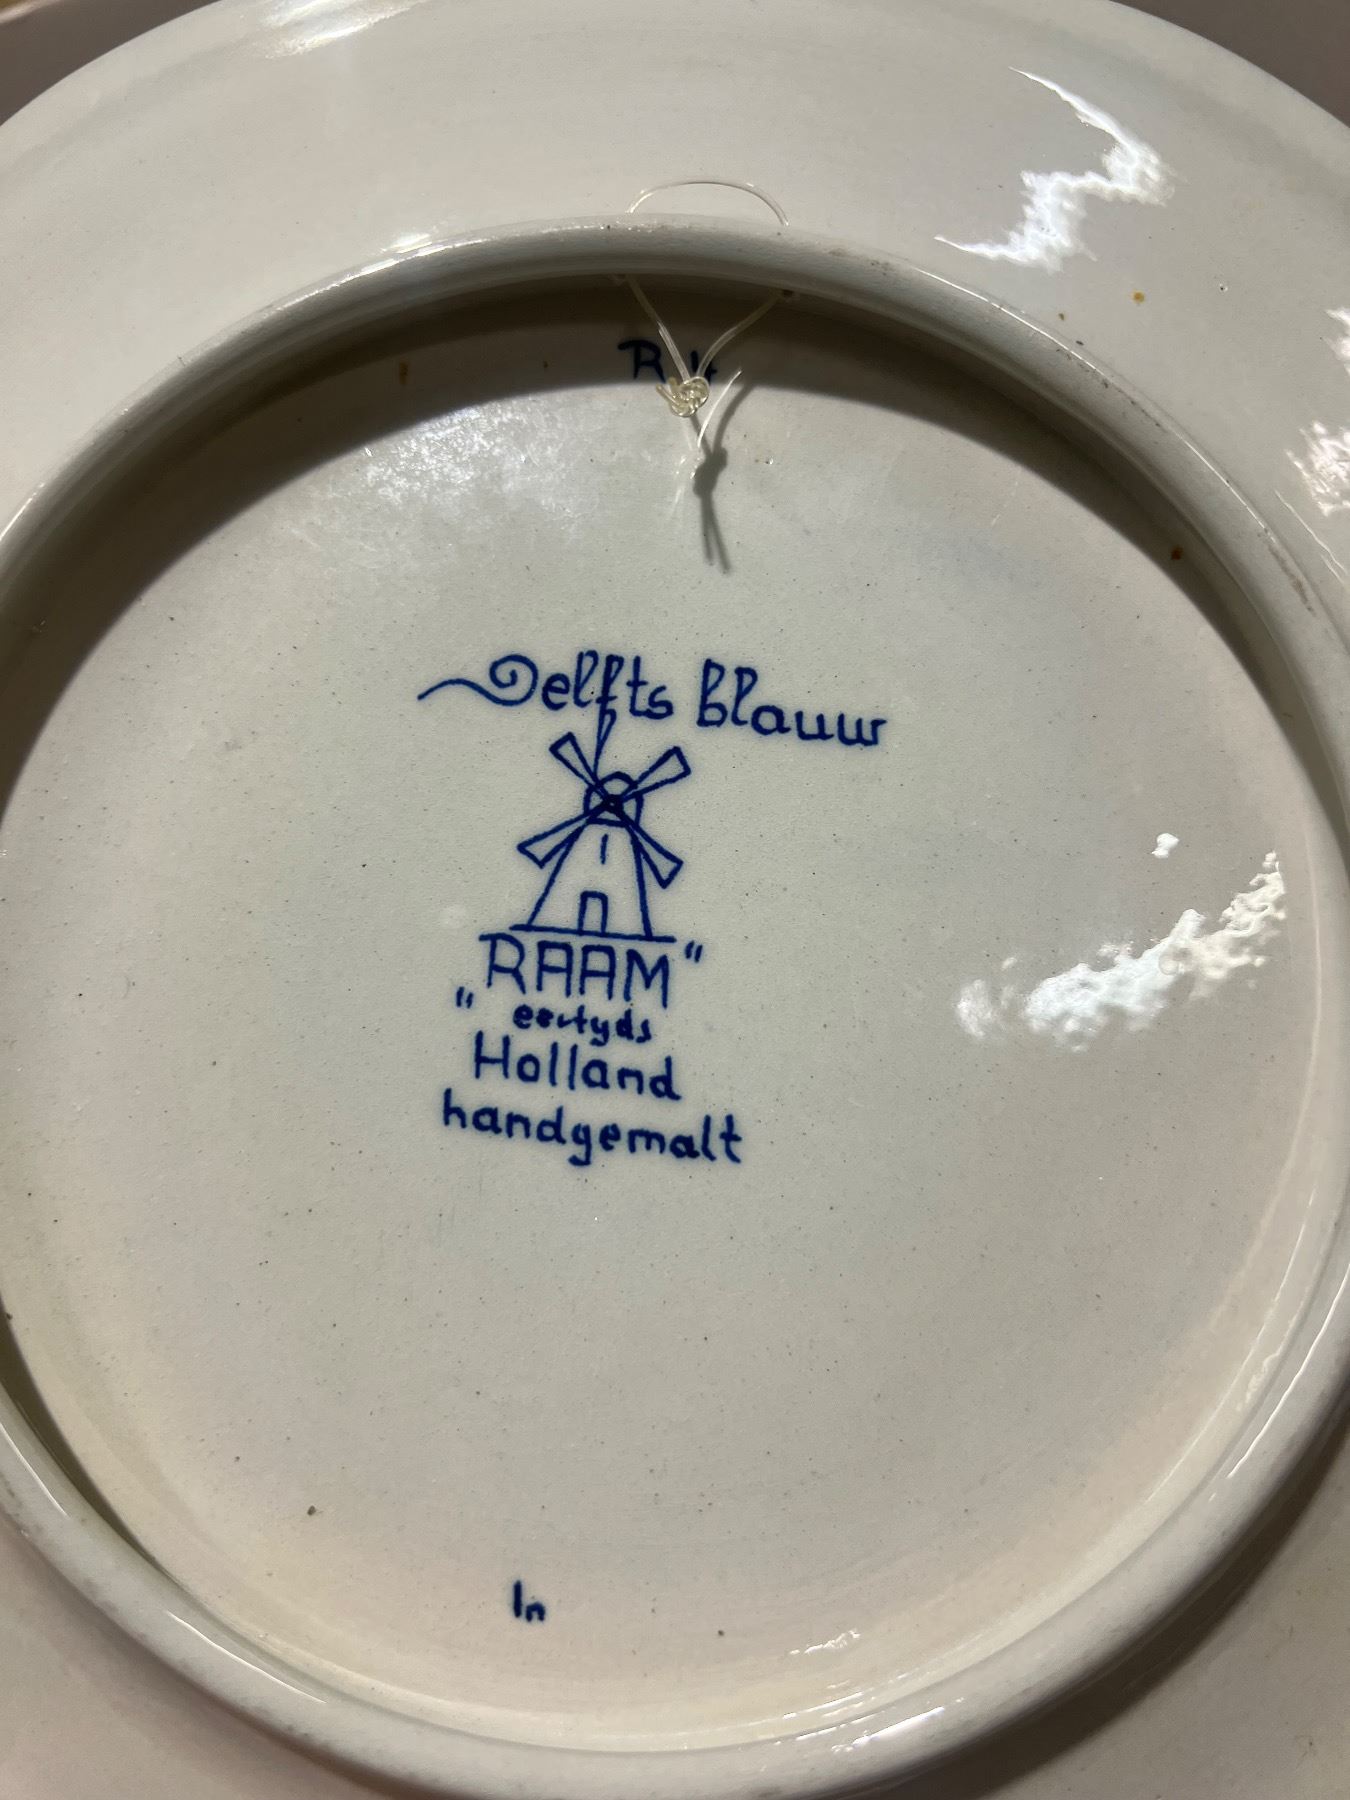 Delfts blauw
RAAM"
" eertyds
Holland
handgemalt
In